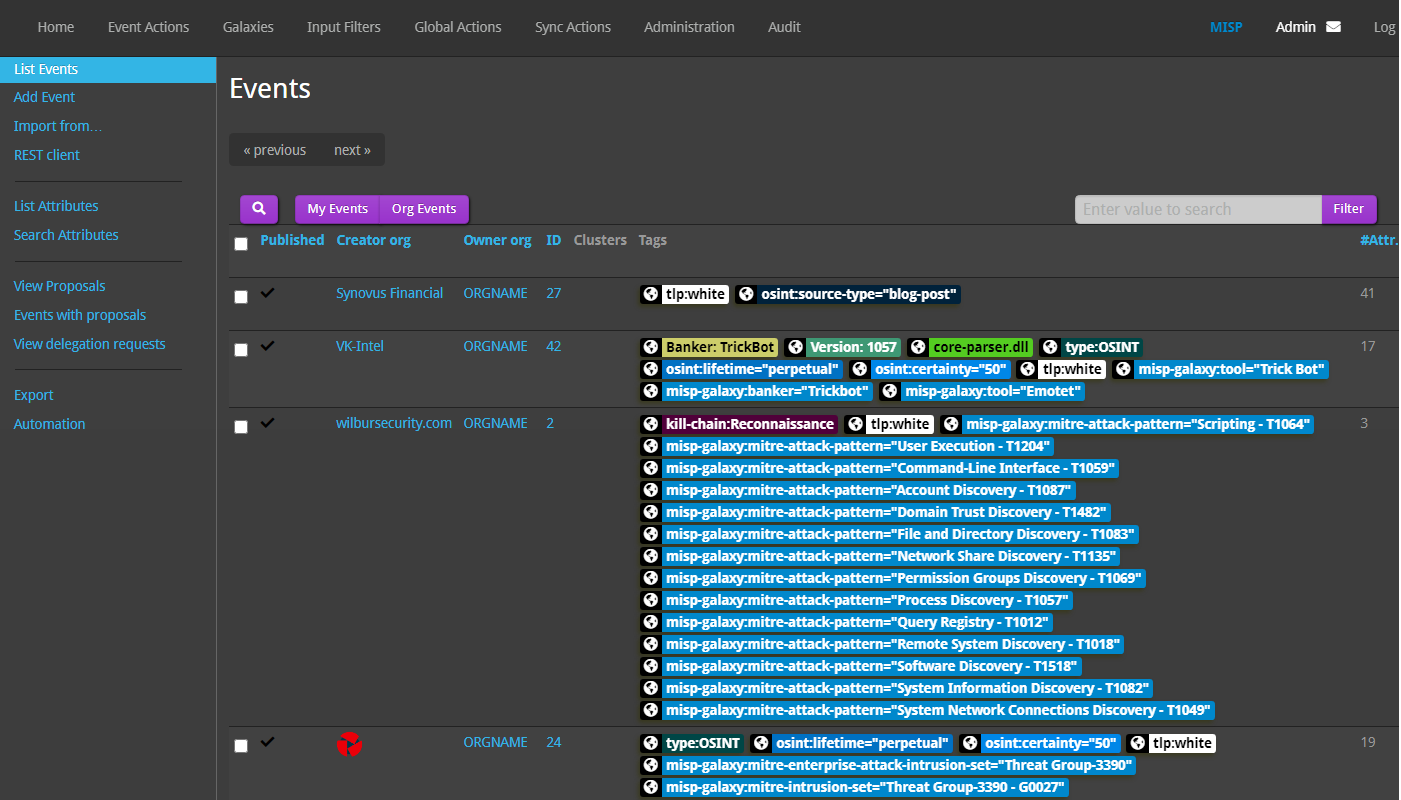 Home Event Actions Galaxies Input Filters Global Actions Sync Actions Administration Audit MISP Admin Log
List Events
Add Event
Import from…
REST client
List Attributes
Search Attributes
View Proposals
Events with proposals
View delegation requests
Export
Automation
Events
« previous next »
My Events Org Events Enter value to search Filter
Published Creator org Owner org ID Clusters Tags #Attr.
Synovus Financial ORGNAME 27 tlp:white osint:source-type="blog-post" 41
VK-Intel ORGNAME 42 Banker: TrickBot Version: 1057 core-parser.dll type:OSINT 17
osint:lifetime="perpetual" osint:certainty="50" tlp:white misp-galaxy:tool="Trick Bot"
misp-galaxy:banker="Trickbot" misp-galaxy:tool="Emotet"
wilbursecurity.com ORGNAME 2 kill-chain:Reconnaissance tlp:white misp-galaxy:mitre-attack-pattern="Scripting - T1064" 3
misp-galaxy:mitre-attack-pattern="User Execution - T1204"
misp-galaxy:mitre-attack-pattern="Command-Line Interface - T1059"
misp-galaxy:mitre-attack-pattern="Account Discovery - T1087"
misp-galaxy:mitre-attack-pattern="Domain Trust Discovery - T1482"
misp-galaxy:mitre-attack-pattern="File and Directory Discovery - T1083"
misp-galaxy:mitre-attack-pattern="Network Share Discovery - T1135"
misp-galaxy:mitre-attack-pattern="Permission Groups Discovery - T1069"
misp-galaxy:mitre-attack-pattern="Process Discovery - T1057"
misp-galaxy:mitre-attack-pattern="Query Registry - T1012"
misp-galaxy:mitre-attack-pattern="Remote System Discovery - T1018"
misp-galaxy:mitre-attack-pattern="Software Discovery - T1518"
misp-galaxy:mitre-attack-pattern="System Information Discovery - T1082"
misp-galaxy:mitre-attack-pattern="System Network Connections Discovery - T1049"
ORGNAME 24 type:OSINT osint:lifetime="perpetual" osint:certainty="50" tlp:white 19
misp-galaxy:mitre-enterprise-attack-intrusion-set="Threat Group-3390"
misp-galaxy:mitre-intrusion-set="Threat Group-3390 - G0027"